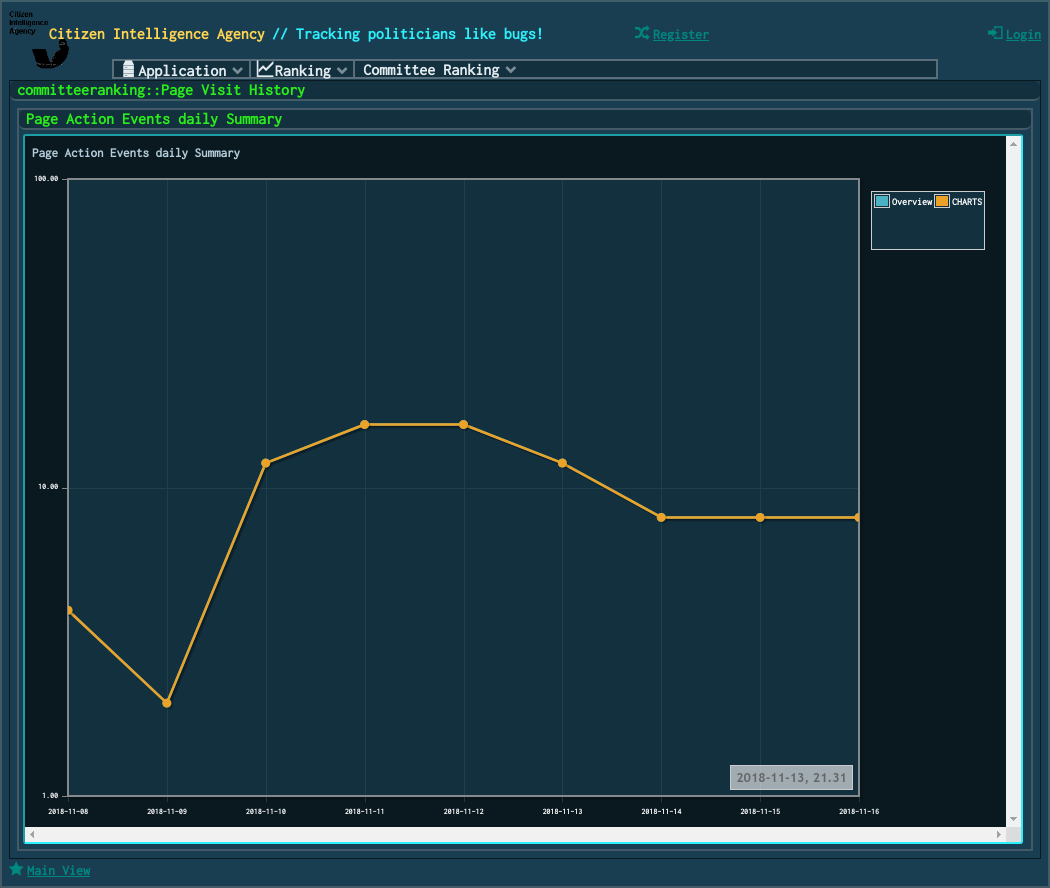 Citizen
Intelligence
Agency
Citizen Intelligence Agency // Tracking politicians like bugs!
Register
Login
Application
Ranking
Committee Ranking
committeeranking::Page Visit History
Page Action Events daily Summary
Page Action Events daily Summary
100.00
Overview CHARTS
10.00
2018-11-13, 21.31
1.00
2018-11-08 2018-11-09 2018-11-10 2018-11-11 2018-11-12 2018-11-13 2018-11-14 2018-11-15 2018-11-16
Main View